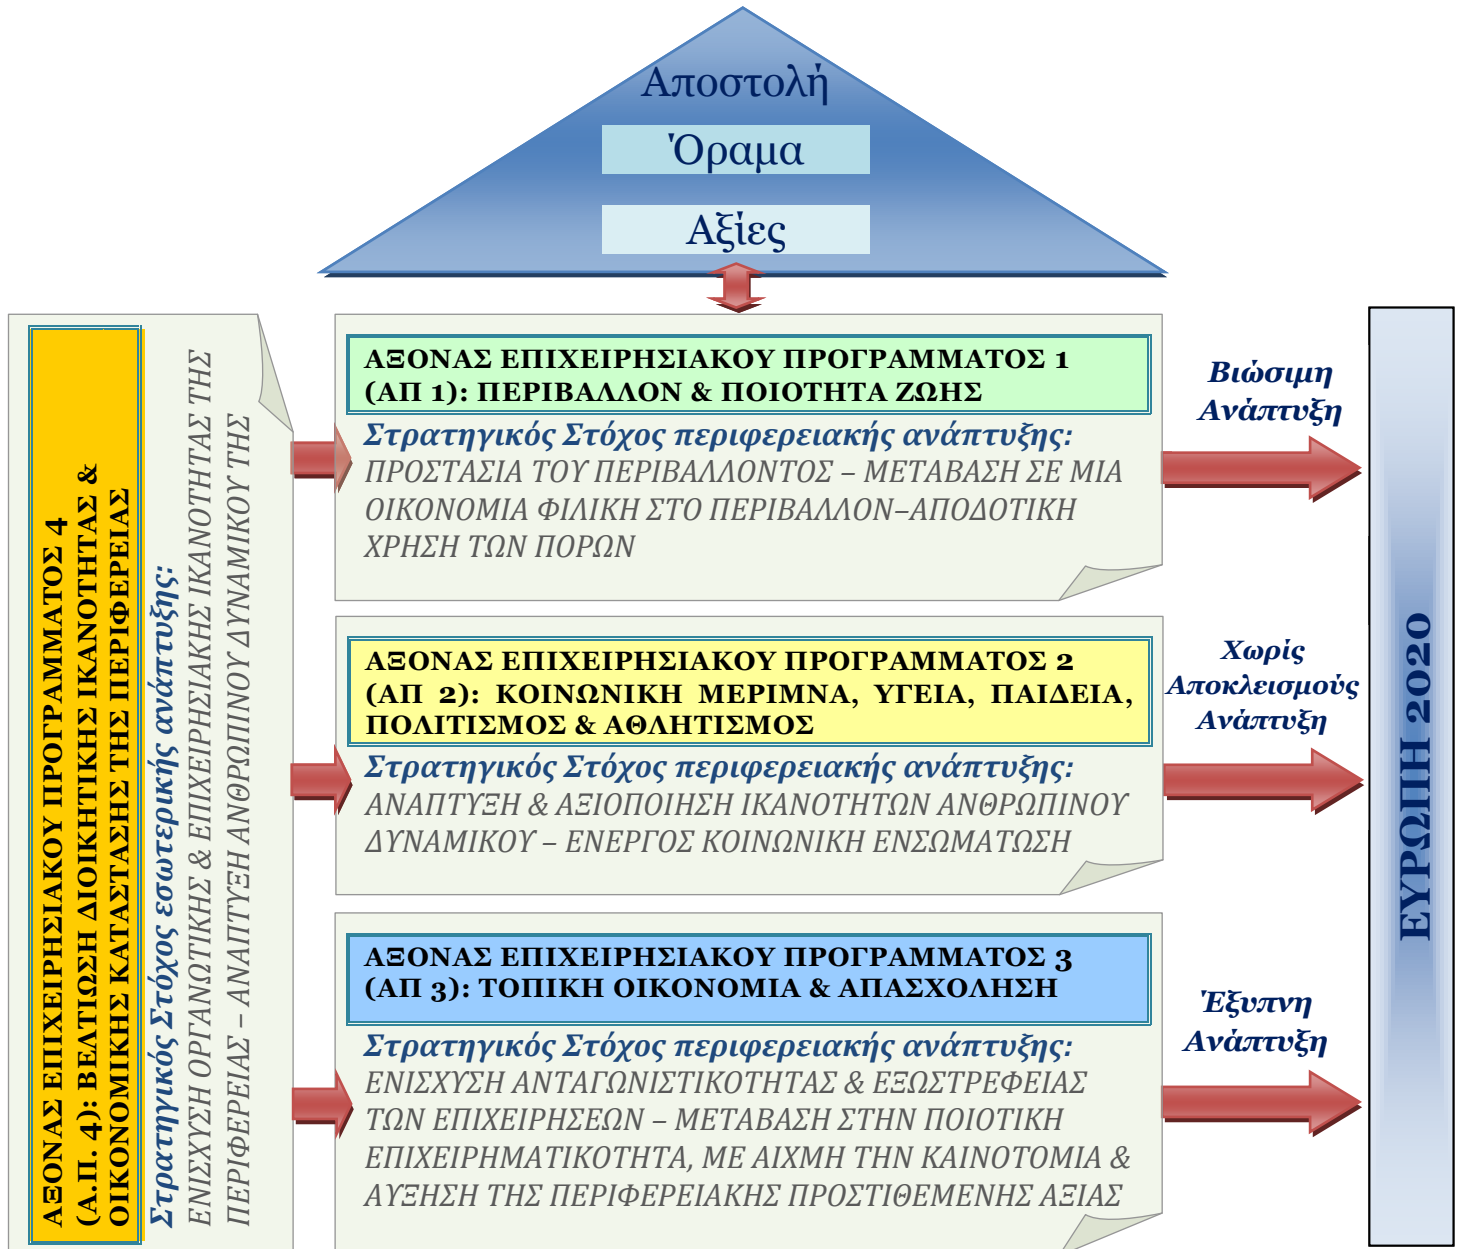 Αποστολή
Όραμα
Αξίες
ΑΞΟΝΑΣ ΕΠΙΧΕΙΡΗΣΙΑΚΟΥ ΠΡΟΓΡΑΜΜΑΤΟΣ 4
(Α.Π. 4): ΒΕΛΤΙΩΣΗ ΔΙΟΙΚΗΤΙΚΗΣ ΙΚΑΝΟΤΗΤΑΣ &
ΟΙΚΟΝΟΜΙΚΗΣ ΚΑΤΑΣΤΑΣΗΣ ΤΗΣ ΠΕΡΙΦΕΡΕΙΑΣ
Στρατηγικός Στόχος εσωτερικής ανάπτυξης:
ΕΝΙΣΧΥΣΗ ΟΡΓΑΝΩΤΙΚΗΣ & ΕΠΙΧΕΙΡΗΣΙΑΚΗΣ ΙΚΑΝΟΤΗΤΑΣ ΤΗΣ
ΠΕΡΙΦΕΡΕΙΑΣ – ΑΝΑΠΤΥΞΗ ΑΝΘΡΩΠΙΝΟΥ ΔΥΝΑΜΙΚΟΥ ΤΗΣ
ΑΞΟΝΑΣ ΕΠΙΧΕΙΡΗΣΙΑΚΟΥ ΠΡΟΓΡΑΜΜΑΤΟΣ 1
(ΑΠ 1): ΠΕΡΙΒΑΛΛΟΝ & ΠΟΙΟΤΗΤΑ ΖΩΗΣ
Στρατηγικός Στόχος περιφερειακής ανάπτυξης:
ΠΡΟΣΤΑΣΙΑ ΤΟΥ ΠΕΡΙΒΑΛΛΟΝΤΟΣ – ΜΕΤΑΒΑΣΗ ΣΕ ΜΙΑ
ΟΙΚΟΝΟΜΙΑ ΦΙΛΙΚΗ ΣΤΟ ΠΕΡΙΒΑΛΛΟΝ–ΑΠΟΔΟΤΙΚΗ
ΧΡΗΣΗ ΤΩΝ ΠΟΡΩΝ
Βιώσιμη
Ανάπτυξη
ΑΞΟΝΑΣ ΕΠΙΧΕΙΡΗΣΙΑΚΟΥ ΠΡΟΓΡΑΜΜΑΤΟΣ 2
(ΑΠ 2): ΚΟΙΝΩΝΙΚΗ ΜΕΡΙΜΝΑ, ΥΓΕΙΑ, ΠΑΙΔΕΙΑ,
ΠΟΛΙΤΙΣΜΟΣ & ΑΘΛΗΤΙΣΜΟΣ
Στρατηγικός Στόχος περιφερειακής ανάπτυξης:
ΑΝΑΠΤΥΞΗ & ΑΞΙΟΠΟΙΗΣΗ ΙΚΑΝΟΤΗΤΩΝ ΑΝΘΡΩΠΙΝΟΥ
ΔΥΝΑΜΙΚΟΥ – ΕΝΕΡΓΟΣ ΚΟΙΝΩΝΙΚΗ ΕΝΣΩΜΑΤΩΣΗ
Χωρίς
Αποκλεισμούς
Ανάπτυξη
ΑΞΟΝΑΣ ΕΠΙΧΕΙΡΗΣΙΑΚΟΥ ΠΡΟΓΡΑΜΜΑΤΟΣ 3
(ΑΠ 3): ΤΟΠΙΚΗ ΟΙΚΟΝΟΜΙΑ & ΑΠΑΣΧΟΛΗΣΗ
Στρατηγικός Στόχος περιφερειακής ανάπτυξης:
ΕΝΙΣΧΥΣΗ ΑΝΤΑΓΩΝΙΣΤΙΚΟΤΗΤΑΣ & ΕΞΩΣΤΡΕΦΕΙΑΣ
ΤΩΝ ΕΠΙΧΕΙΡΗΣΕΩΝ – ΜΕΤΑΒΑΣΗ ΣΤΗΝ ΠΟΙΟΤΙΚΗ
ΕΠΙΧΕΙΡΗΜΑΤΙΚΟΤΗΤΑ, ΜΕ ΑΙΧΜΗ ΤΗΝ ΚΑΙΝΟΤΟΜΙΑ &
ΑΥΞΗΣΗ ΤΗΣ ΠΕΡΙΦΕΡΕΙΑΚΗΣ ΠΡΟΣΤΙΘΕΜΕΝΗΣ ΑΞΙΑΣ
Έξυπνη
Ανάπτυξη
ΕΥΡΩΠΗ 2020